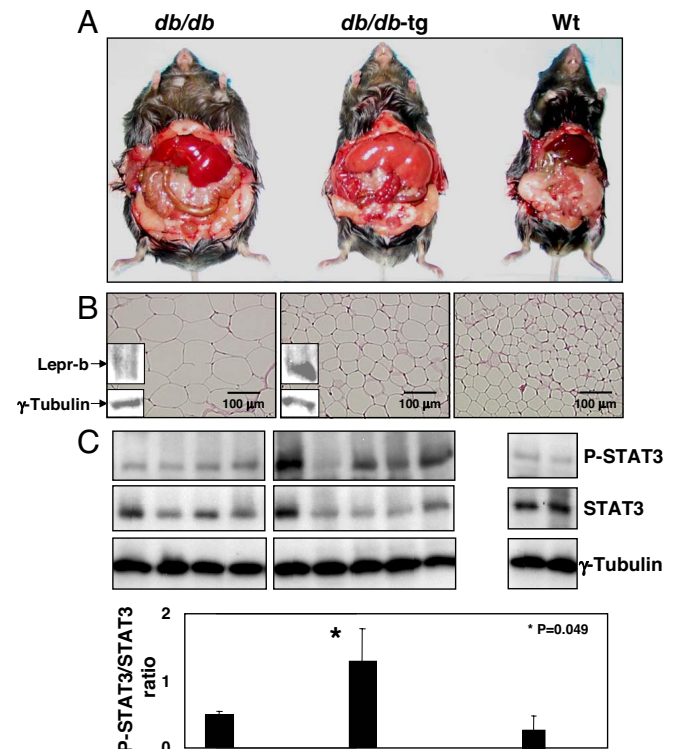 A
db/db
db/db-tg
Wt
B
Lepr-b
γ-Tubulin
100 μm
100 μm
100 μm
C
P-STAT3
STAT3
γ-Tubulin
P-STAT3/STAT3
ratio
2
1
0
*
* P=0.049